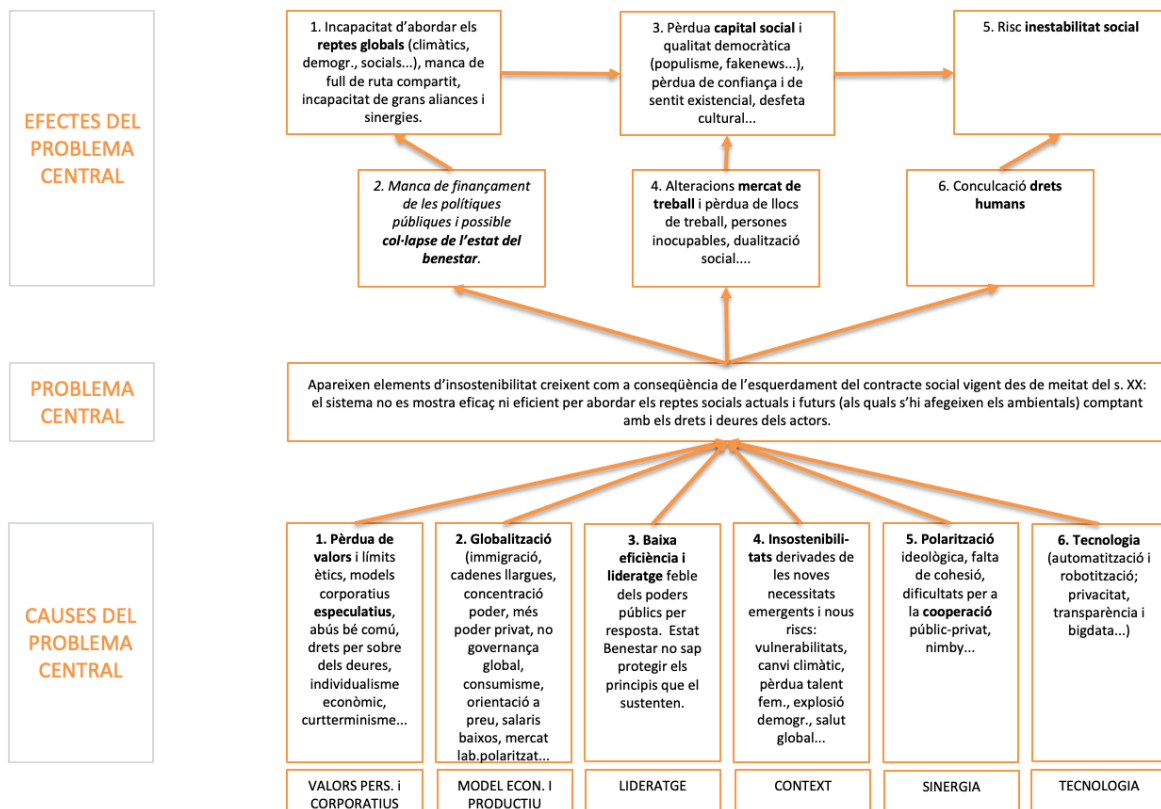 EFECTES DEL
PROBLEMA
CENTRAL
1. Incapacitat d’abordar els
reptes globals (climàtics,
demogr., socials...), manca de
full de ruta compartit,
incapacitat de grans aliances i
sinergies.
3. Pèrdua capital social i
qualitat democràtica
(populisme, fakenews...),
pèrdua de confiança i de
sentit existencial, desfeta
cultural...
5. Risc inestabilitat social
2. Manca de finançament
de les polítiques
públiques i possible
col·lapse de l’estat del
benestar.
4. Alteracions mercat de
treball i pèrdua de llocs
de treball, persones
inocupables, dualització
social....
6. Conculcació drets
humans
PROBLEMA
CENTRAL
Apareixen elements d’insostenibilitat creixent com a conseqüència de l’esquerdament del contracte social vigent des de meitat del s. XX:
el sistema no es mostra eficaç ni eficient per abordar els reptes socials actuals i futurs (als quals s’hi afegeixen els ambientals) comptant
amb els drets i deures dels actors.
CAUSES DEL
PROBLEMA
CENTRAL
1. Pèrdua de
valors i límits
ètics, models
corporatius
especulatius,
abús bé comú,
drets per sobre
dels deures,
individualisme
econòmic,
curtterminisme...
2. Globalització
(immigració,
cadenes llargues,
concentració
poder, més
poder privat, no
governança
global,
consumisme,
orientació a
preu, salaris
baixos, mercat
lab.polaritzat...
3. Baixa
eficiència i
lideratge feble
dels poders
públics per
resposta. Estat
Benestar no sap
protegir els
principis que el
sustenten.
4. Insostenibili-
tats derivades de
les noves
necessitats
emergents i nous
riscs:
vulnerabilitats,
canvi climàtic,
pèrdua talent
fem., explosió
demogr., salut
global...
5. Polarització
ideològica, falta
de cohesió,
dificultats per a
la cooperació
públic-privat,
nimby...
6. Tecnologia
(automatització i
robotització;
privacitat,
transparència i
bigdata...)
VALORS PERS. i
CORPORATIUS
MODEL ECON. I
PRODUCTIU
LIDERATGE
CONTEXT
SINERGIA
TECNOLOGIA